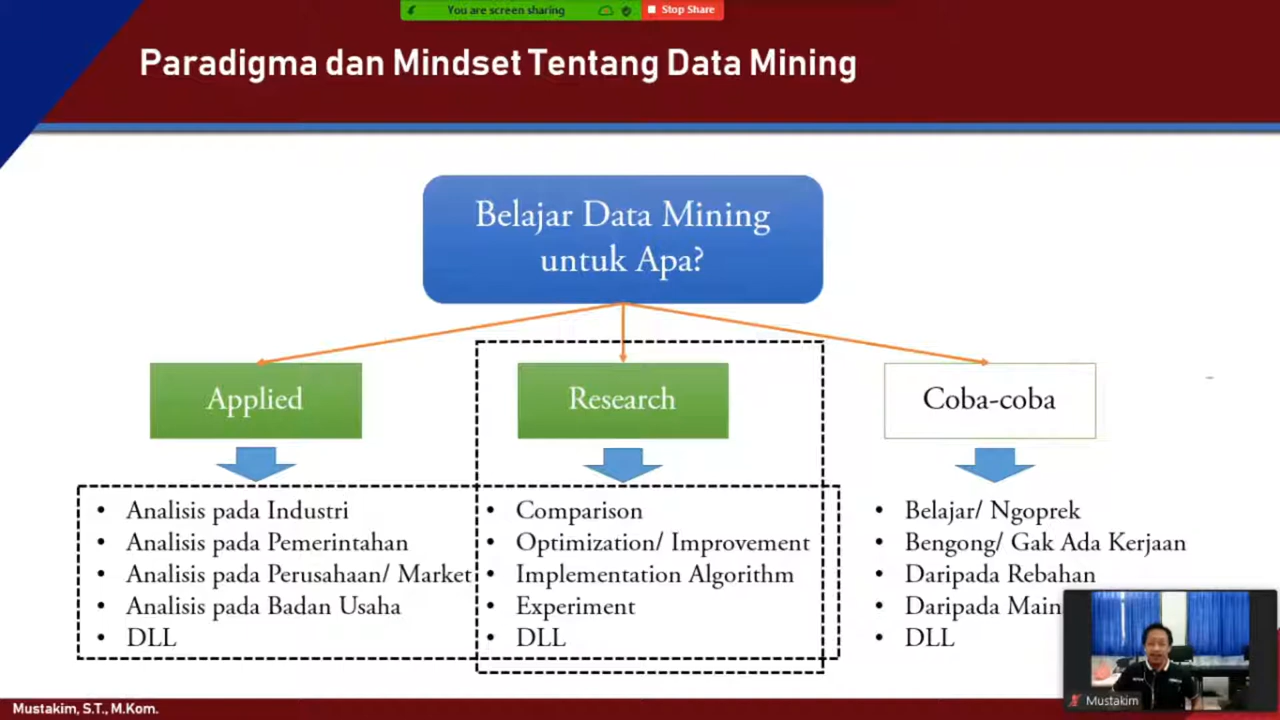 You are screen sharing
Stop Share
Paradigma dan Mindset Tentang Data Mining
Belajar Data Mining
untuk Apa?
Applied
Research
Coba-coba
• Analisis pada Industri
• Analisis pada Pemerintahan
• Analisis pada Perusahaan/ Market
• Analisis pada Badan Usaha
• DLL
• Comparison
• Optimization/ Improvement
• Implementation Algorithm
• Experiment
• DLL
• Belajar/ Ngoprek
• Bengong/ Gak Ada Kerjaan
• Daripada Rebahan
• Daripada Main
• DLL
Mustakim, S.T., M.Kom.
Mustakim